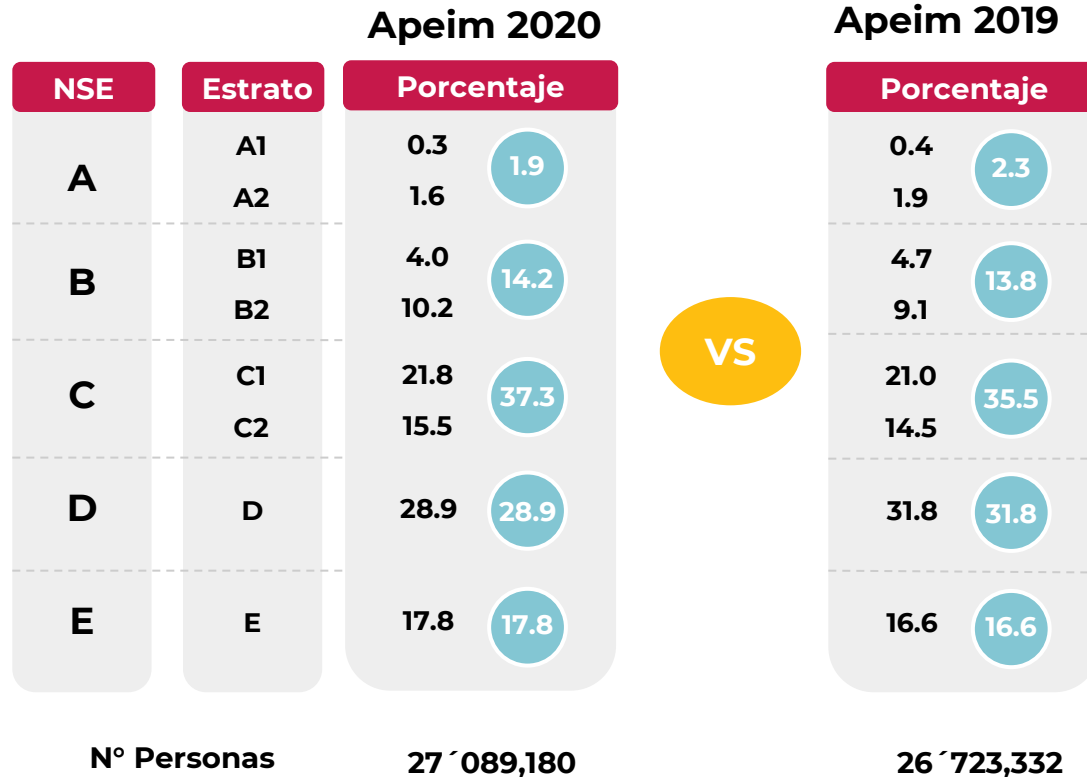 Apeim 2020
Apeim 2019
NSE Estrato Porcentaje Porcentaje
A1 0.3 0.4
A 1.9 2.3
A2 1.6 1.9
B1 4.0 4.7
B 14.2 13.8
B2 10.2 9.1
VS
C1 21.8 21.0
C 37.3 35.5
C2 15.5 14.5
D D 28.9 28.9 31.8 31.8
E E 17.8 17.8 16.6 16.6
N° Personas 27´089,180 26´723,332